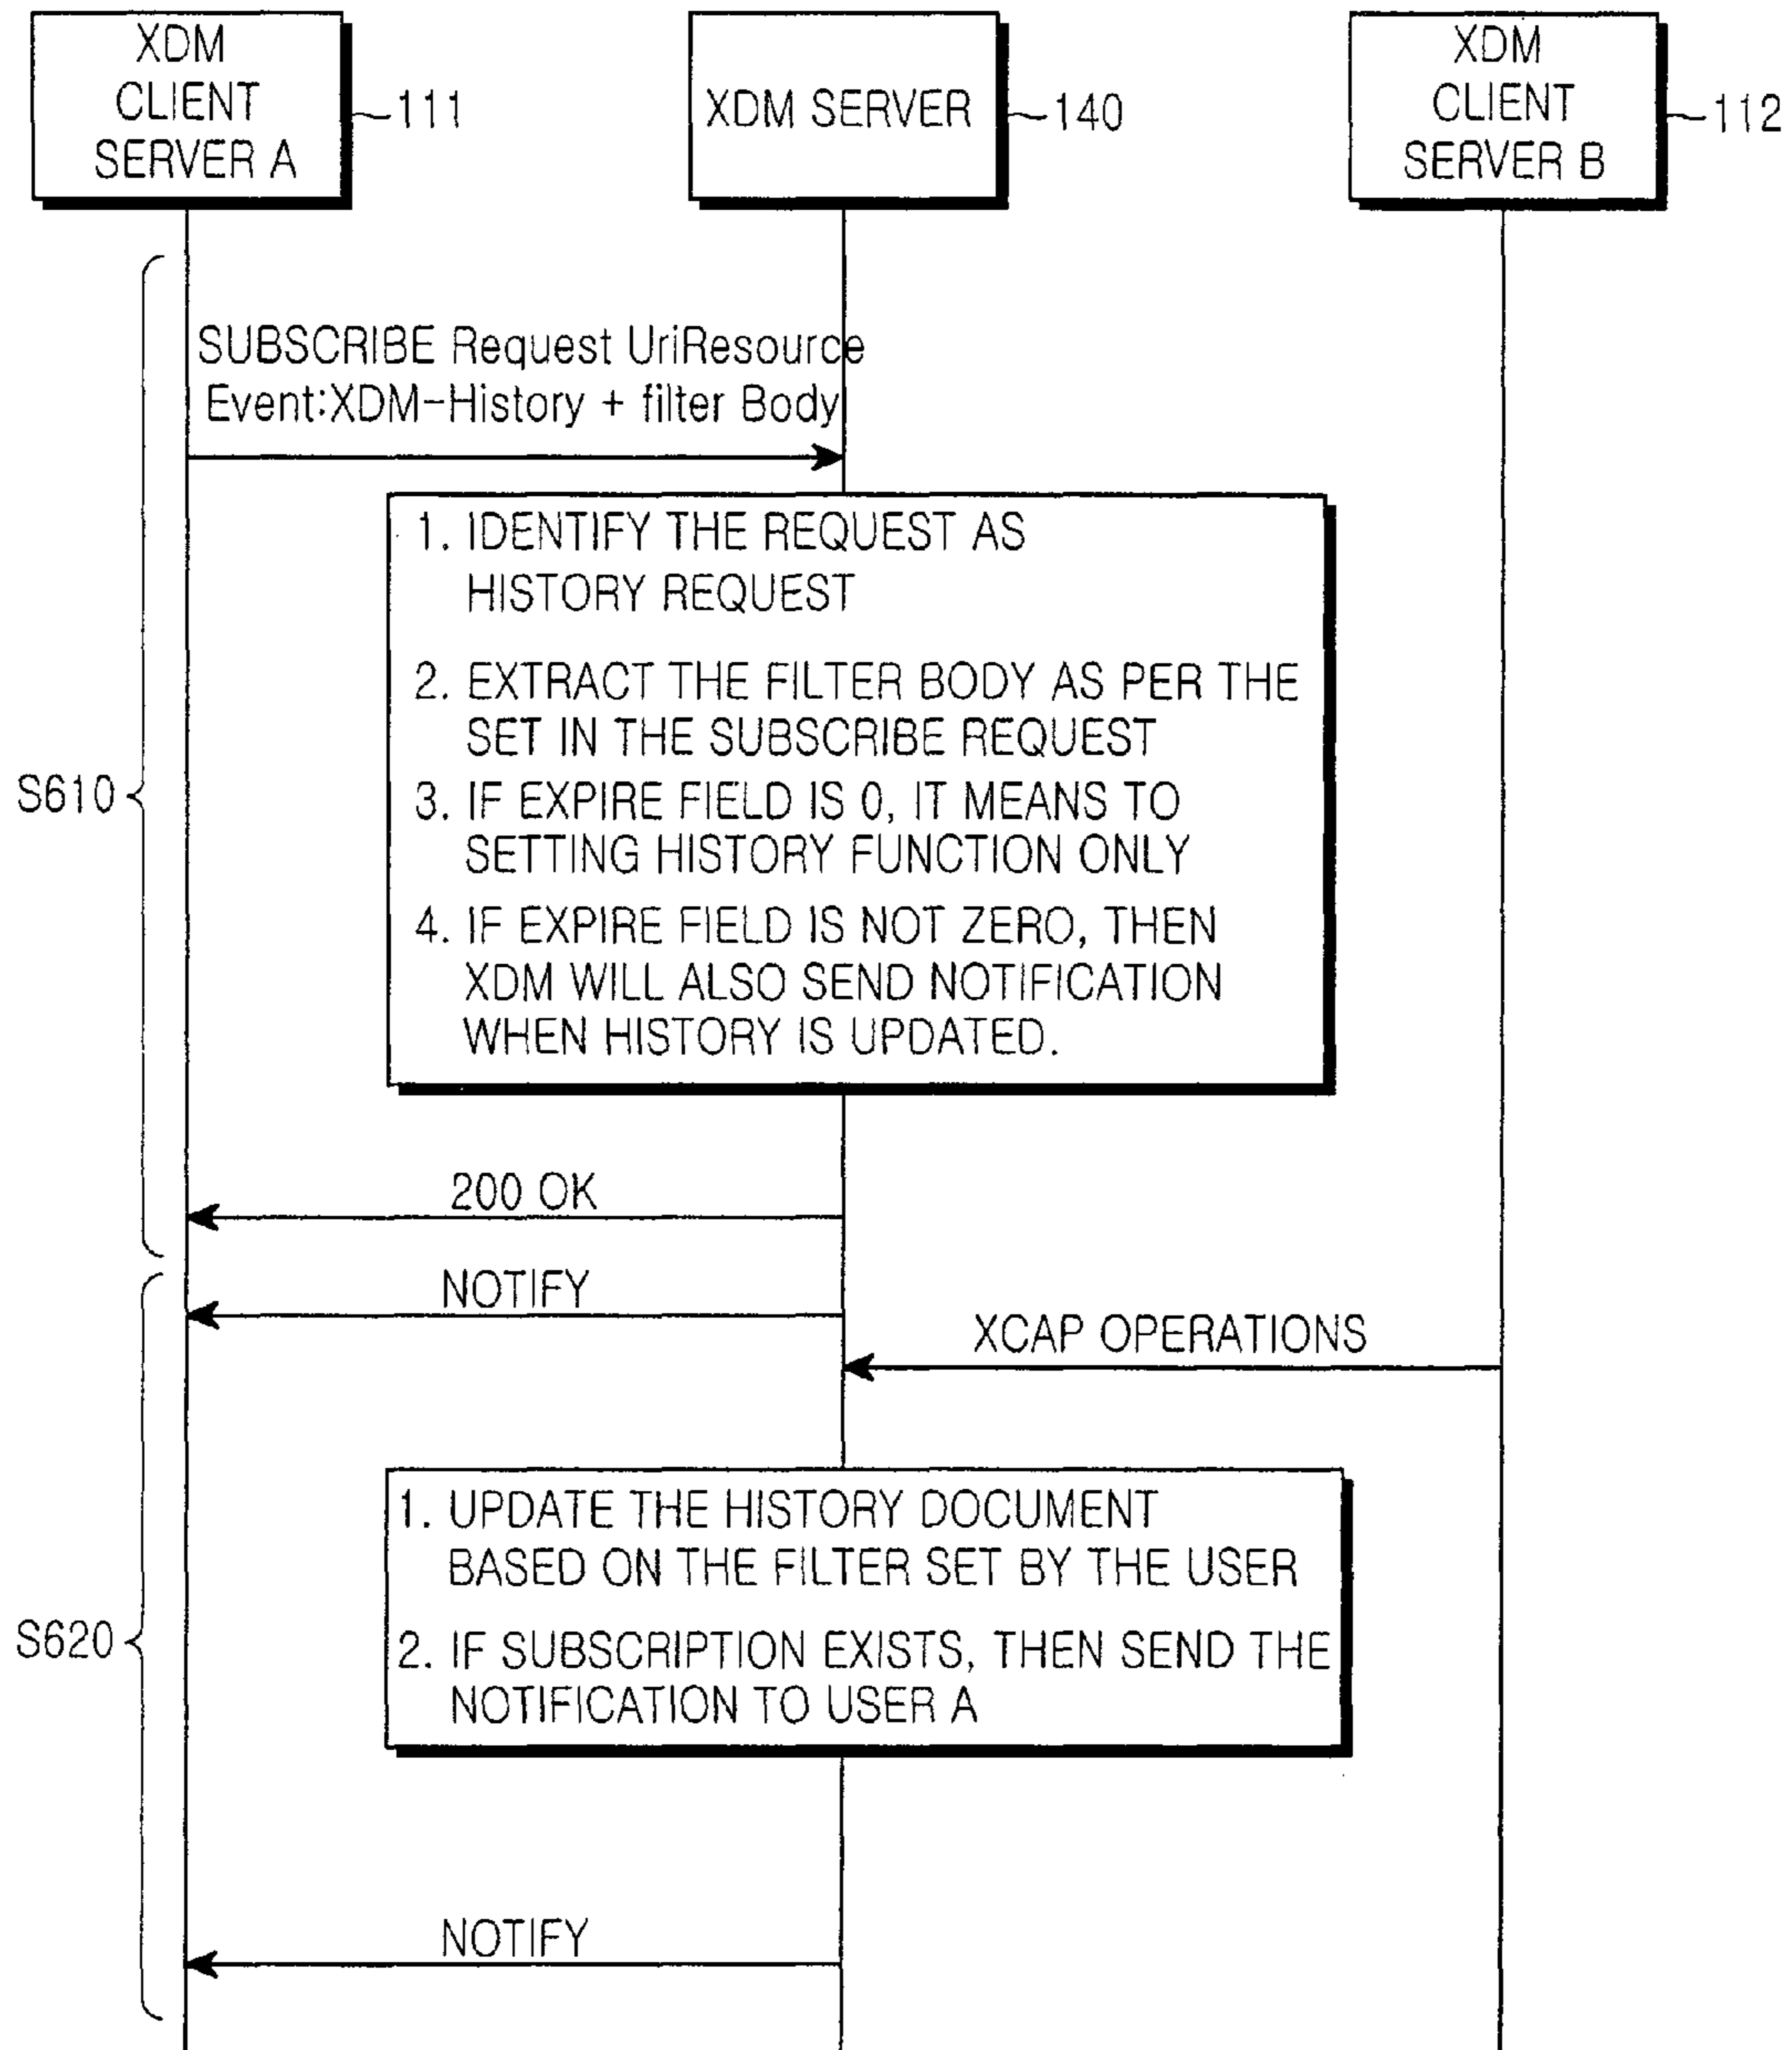 XDM
CLIENT
SERVER A
111
XDM SERVER
140
XDM
CLIENT
SERVER B
112
SUBSCRIBE Request UriResource
Event:XDM-History + filter Body
1. IDENTIFY THE REQUEST AS
HISTORY REQUEST
2. EXTRACT THE FILTER BODY AS PER THE
SET IN THE SUBSCRIBE REQUEST
3. IF EXPIRE FIELD IS 0, IT MEANS TO
SETTING HISTORY FUNCTION ONLY
4. IF EXPIRE FIELD IS NOT ZERO, THEN
XDM WILL ALSO SEND NOTIFICATION
WHEN HISTORY IS UPDATED.
S610
200 OK
NOTIFY
XCAP OPERATIONS
1. UPDATE THE HISTORY DOCUMENT
BASED ON THE FILTER SET BY THE USER
2. IF SUBSCRIPTION EXISTS, THEN SEND THE
NOTIFICATION TO USER A
S620
NOTIFY